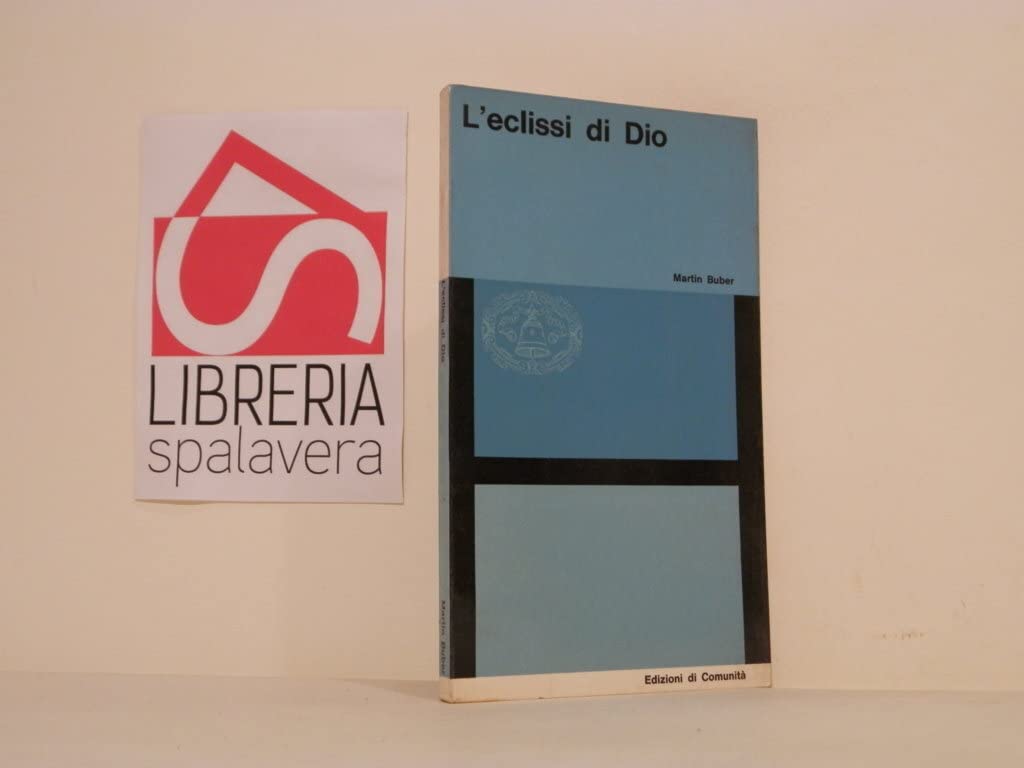 LIBRERIA
spalavera
L'eclissi di Dio
Martin Buber
L'eclissi di Dio
Martin Buber
Edizioni di Comunità